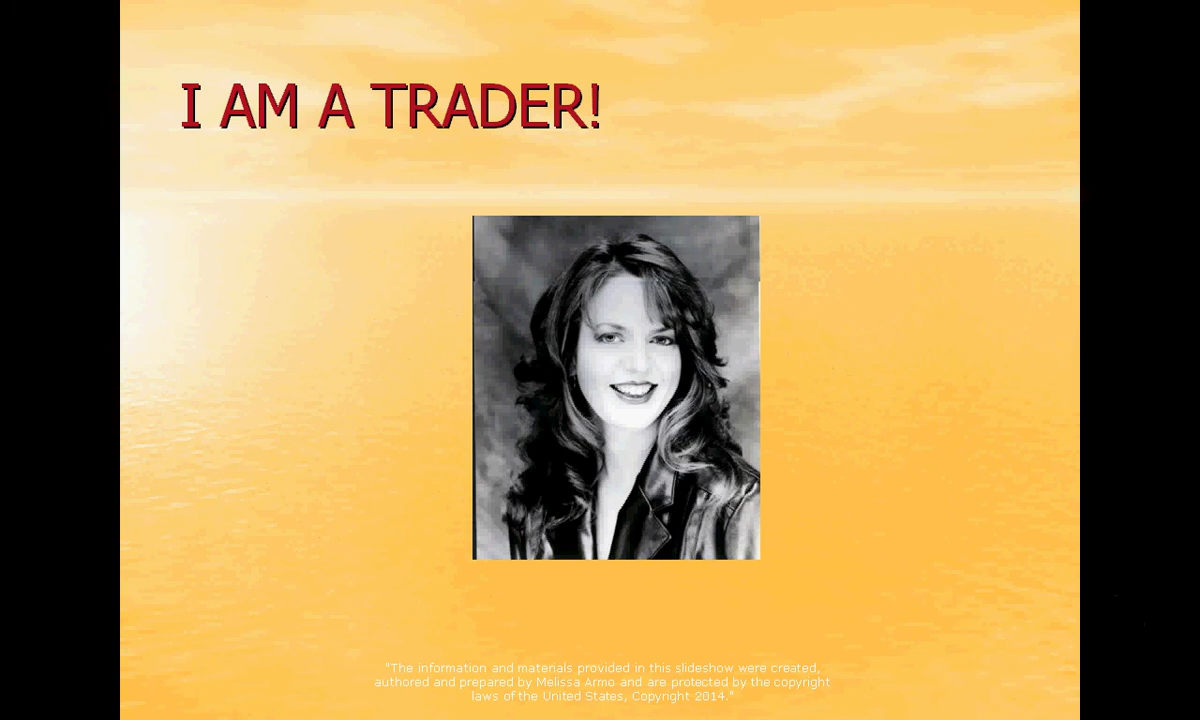 I AM A TRADER!
"The information and materials provided in this slideshow were created,
authored and prepared by Melissa Armo and are protected by the copyright
laws of the United States, Copyright 2014."